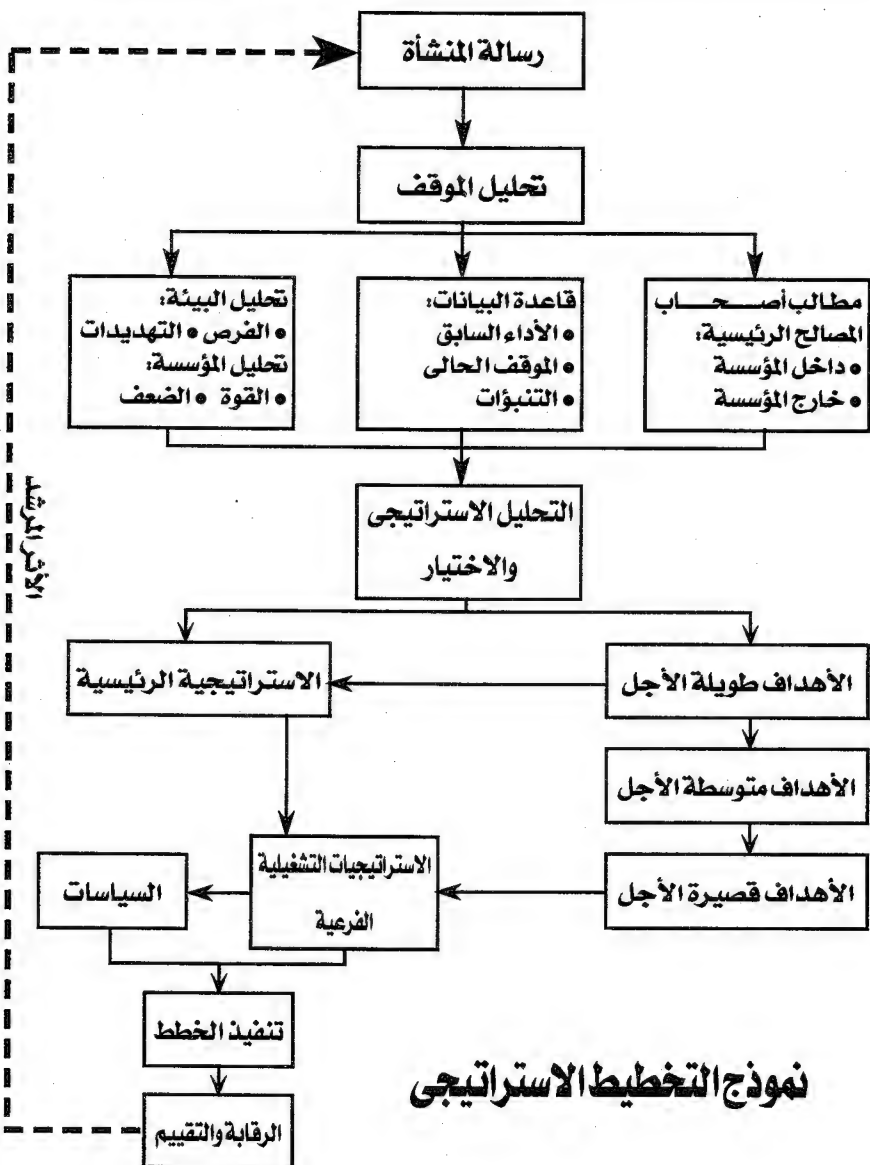 رسالة المنشأة
تحليل الموقف
مطالب أصحاب
المصالح الرئيسية:
• داخل المؤسسة
• خارج المؤسسة
قاعدة البيانات:
• الأداء السابق
• الموقف الحالى
• التنبؤات
تحليل البيئة:
• الفرص • التهديدات
تحليل المؤسسة:
• القوة • الضعف
التحليل الاستراتيجى
والاختيار
الأهداف طويلة الأجل
الاستراتيجية الرئيسية
الأهداف متوسطة الأجل
الأهداف قصيرة الأجل
الاستراتيجيات التشغيلية
الفرعية
السياسات
تنفيذ الخطط
الرقابة والتقييم
الأثر المرشد
نموذج التخطيط الاستراتيجى